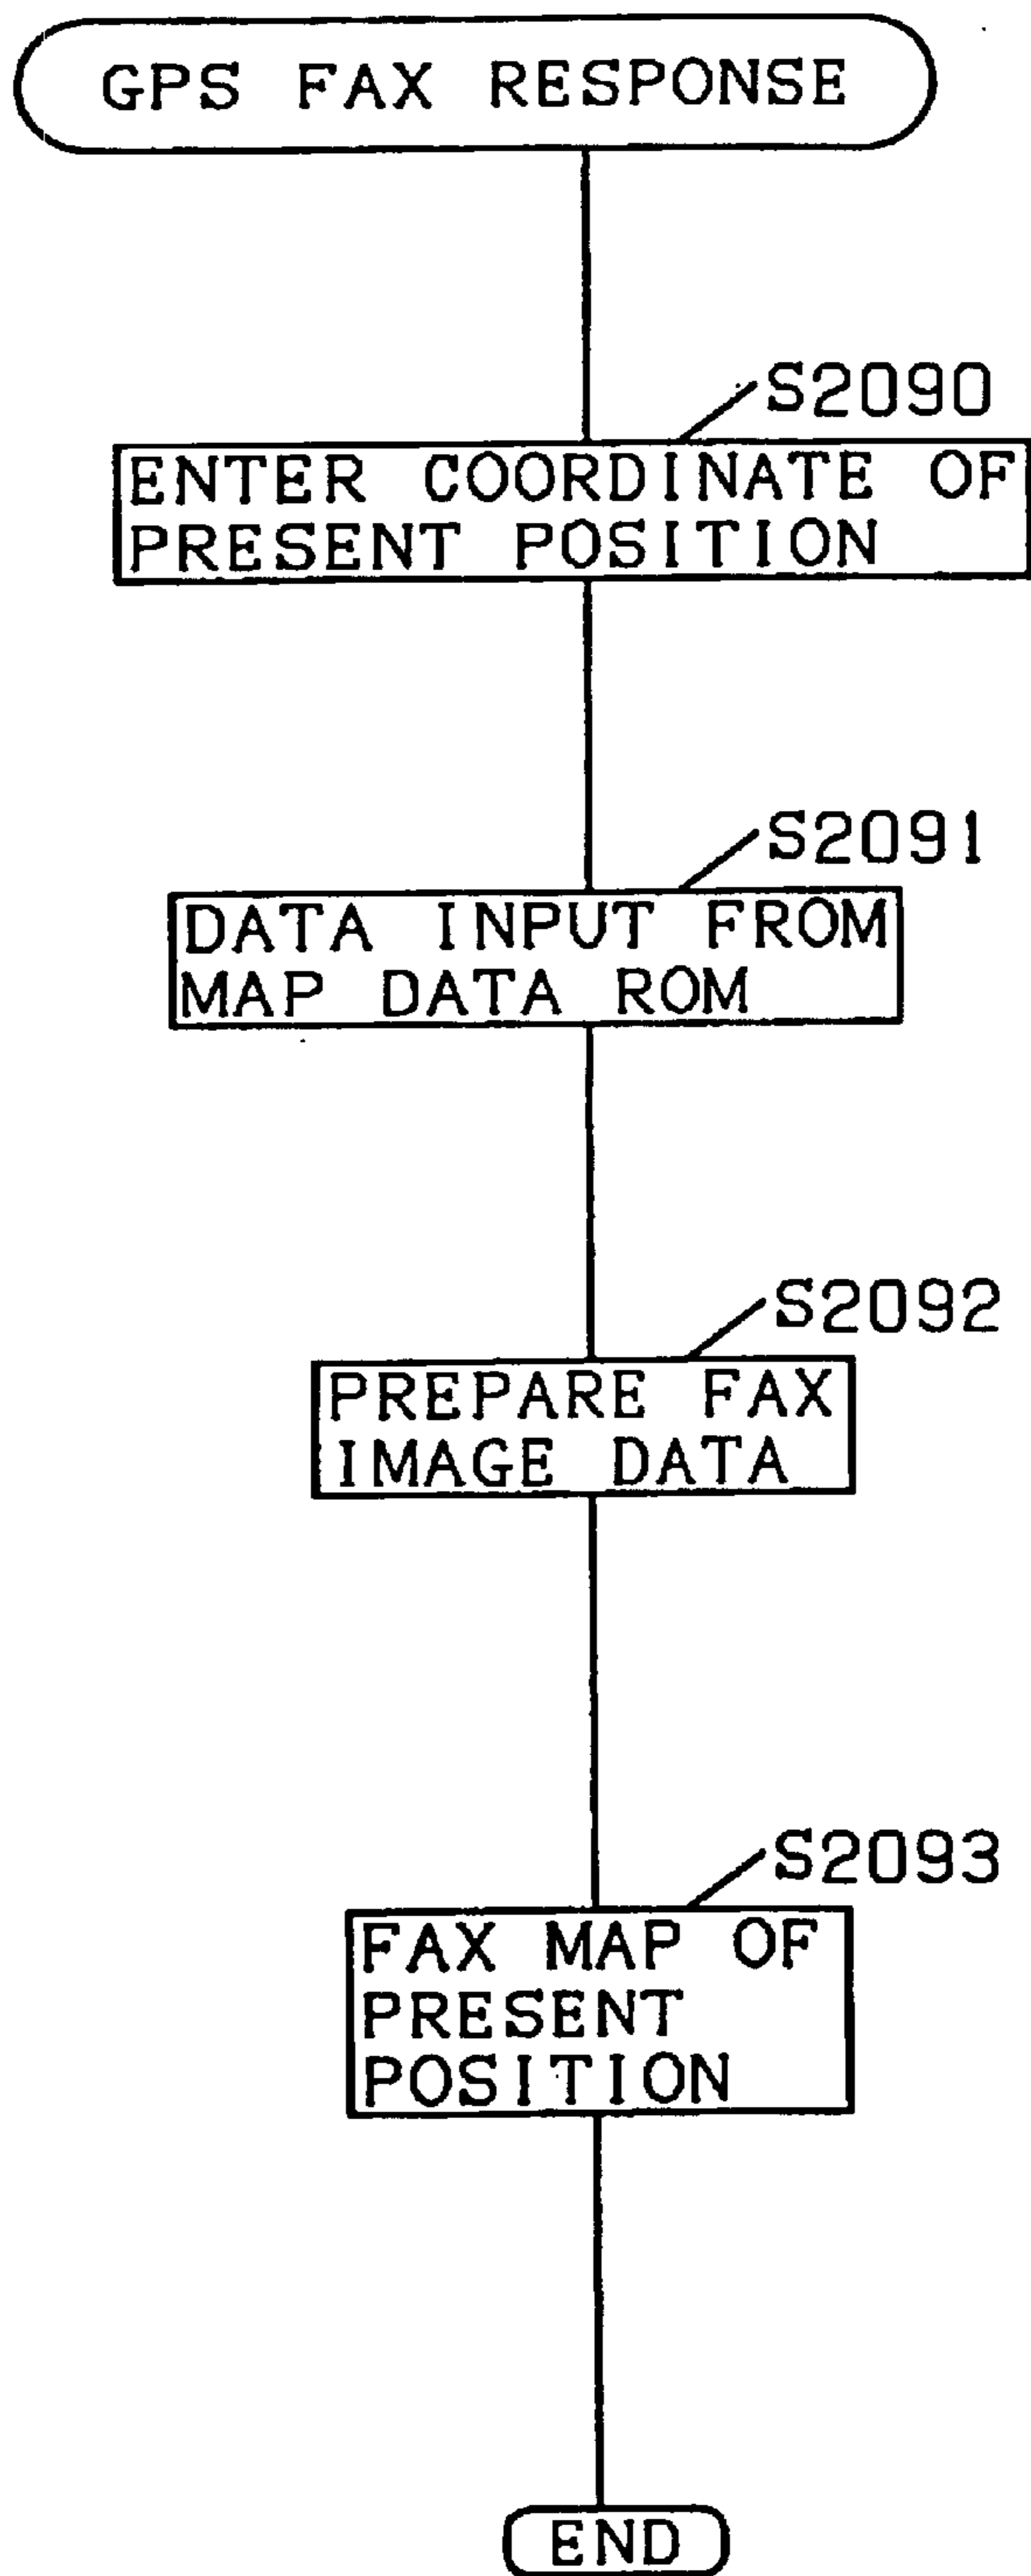 GPS FAX RESPONSE
S2090
ENTER COORDINATE OF
PRESENT POSITION
S2091
DATA INPUT FROM
MAP DATA ROM
S2092
PREPARE FAX
IMAGE DATA
S2093
FAX MAP OF
PRESENT
POSITION
END